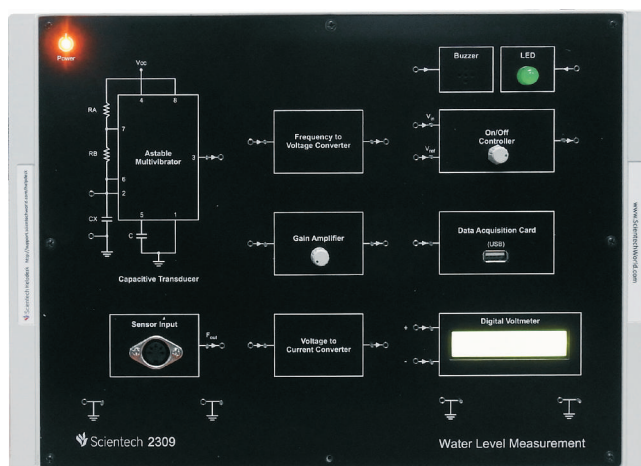 Power
Vcc
4
8
RA
7
Astable
Multivibrator
3
RB
6
2
5
1
CX
C
Capacitive Transducer
Sensor Input
Fout
Frequency to
Voltage Converter
Gain Amplifier
Voltage to
Current Converter
Buzzer
LED
Vin
On/Off
Controller
Vref
Data Acquisition Card
(USB)
Digital Voltmeter
+
-
Scientech 2309
Water Level Measurement
www.ScientechWorld.com